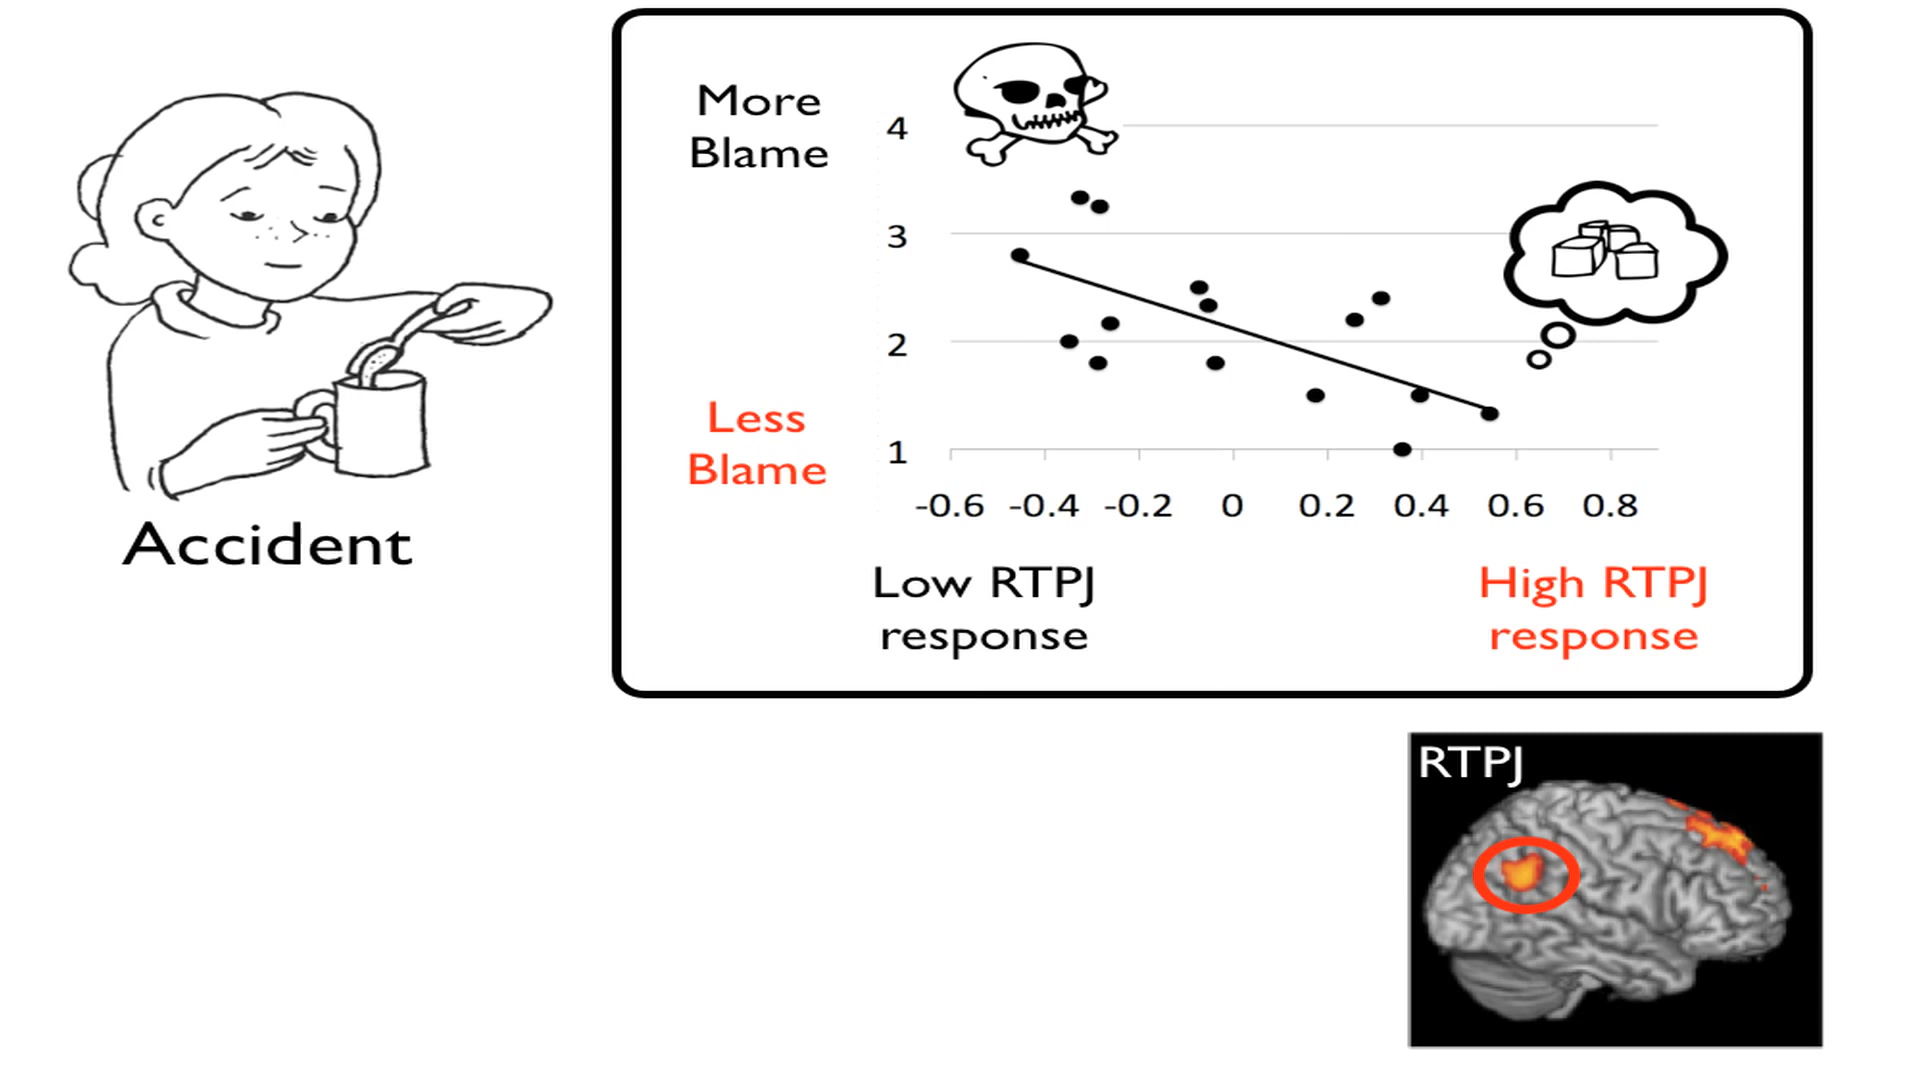 More
Blame
4
3
2
Less
Blame
1
-0.6 -0.4 -0.2 0 0.2 0.4 0.6 0.8
Accident
Low RTPJ
response
High RTPJ
response
RTPJ